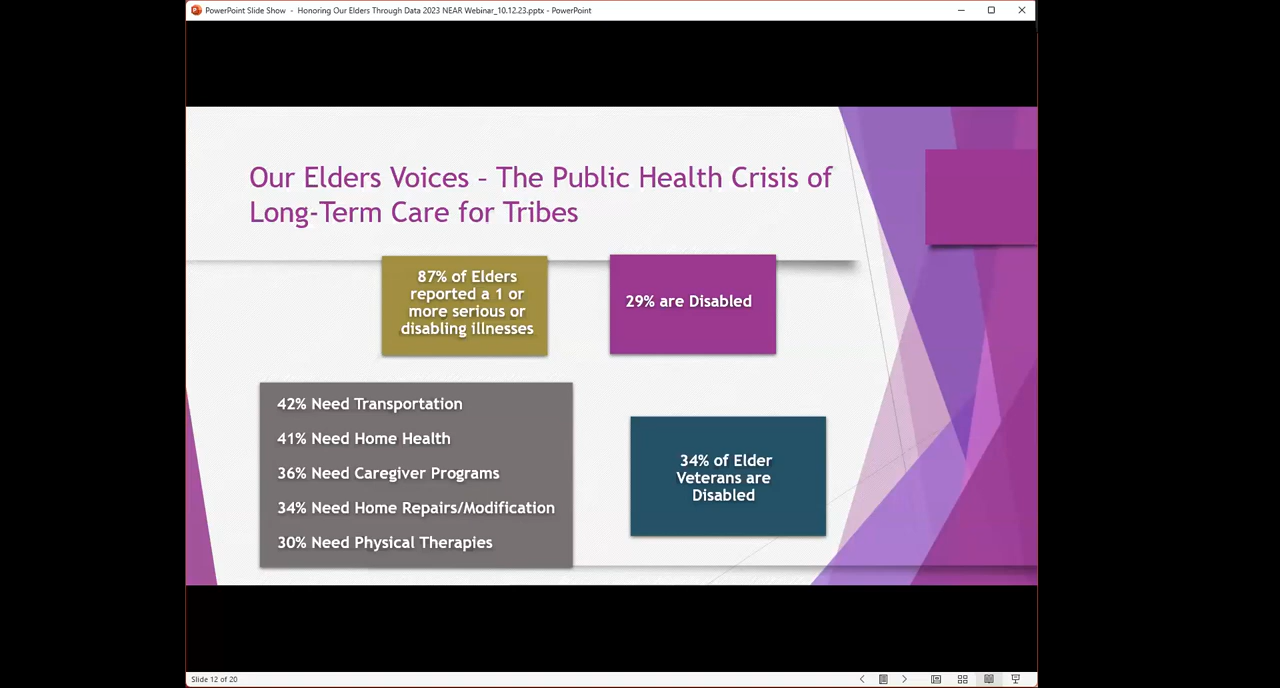 PowerPoint Slide Show - Honoring Our Elders Through Data 2023 NEAR Webinar_10.12.23.pptx - PowerPoint
Our Elders Voices – The Public Health Crisis of
Long-Term Care for Tribes
87% of Elders
reported a 1 or
more serious or
disabling illnesses
29% are Disabled
42% Need Transportation
41% Need Home Health
36% Need Caregiver Programs
34% Need Home Repairs/Modification
30% Need Physical Therapies
34% of Elder
Veterans are
Disabled
Slide 12 of 20